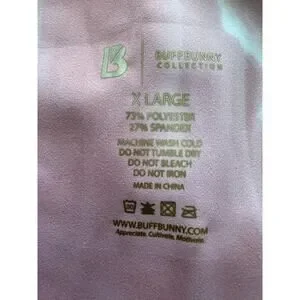 B | BUFFBUNNY
COLLECTION
X LARGE
73% POLYESTER
27% SPANDEX
MACHINE WASH COLD
DO NOT TUMBLE DRY
DO NOT BLEACH
DO NOT IRON
MADE IN CHINA
WWW.BUFFBUNNY.COM
Appreciate. Cultivate. Motivate.